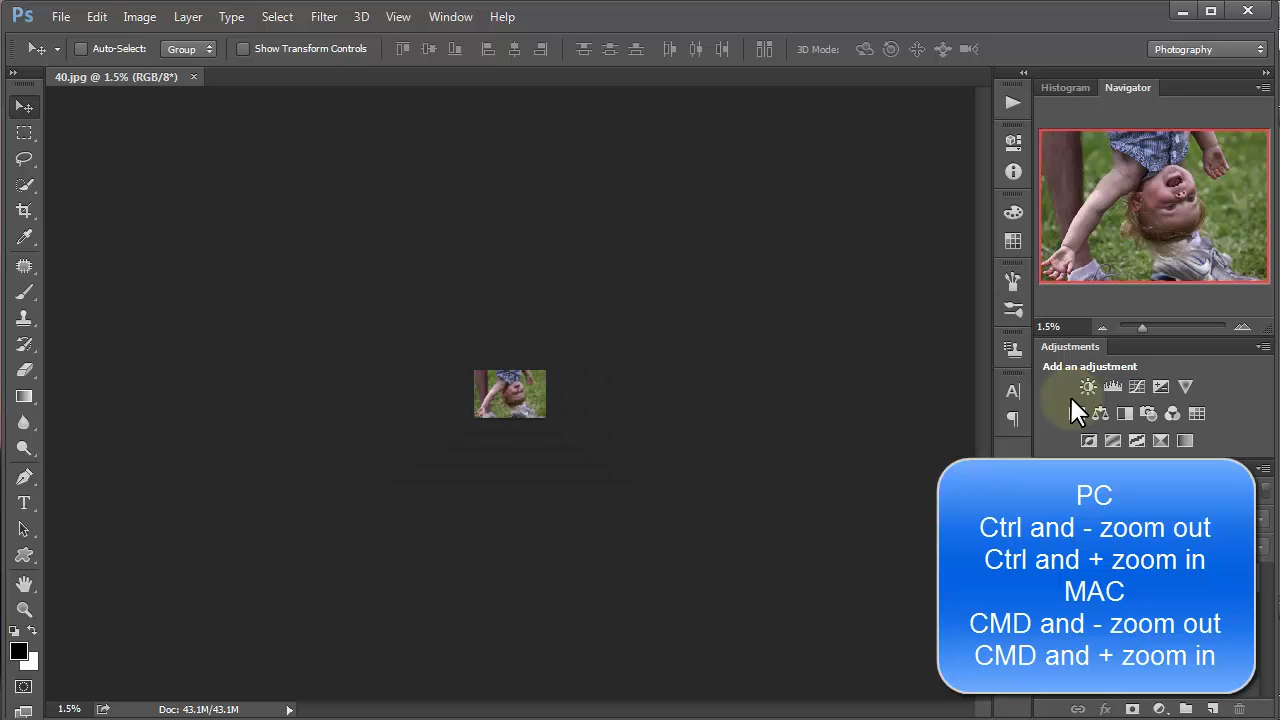 Ps File Edit Image Layer Type Select Filter 3D View Window Help
Auto-Select: Group Show Transform Controls 3D Mode: Photography
40.jpg @ 1.5% (RGB/8*) ×
Histogram Navigator
1.5%
Adjustments
Add an adjustment
PC
Ctrl and - zoom out
Ctrl and + zoom in
MAC
CMD and - zoom out
CMD and + zoom in
1.5% Doc: 43.1M/43.1M